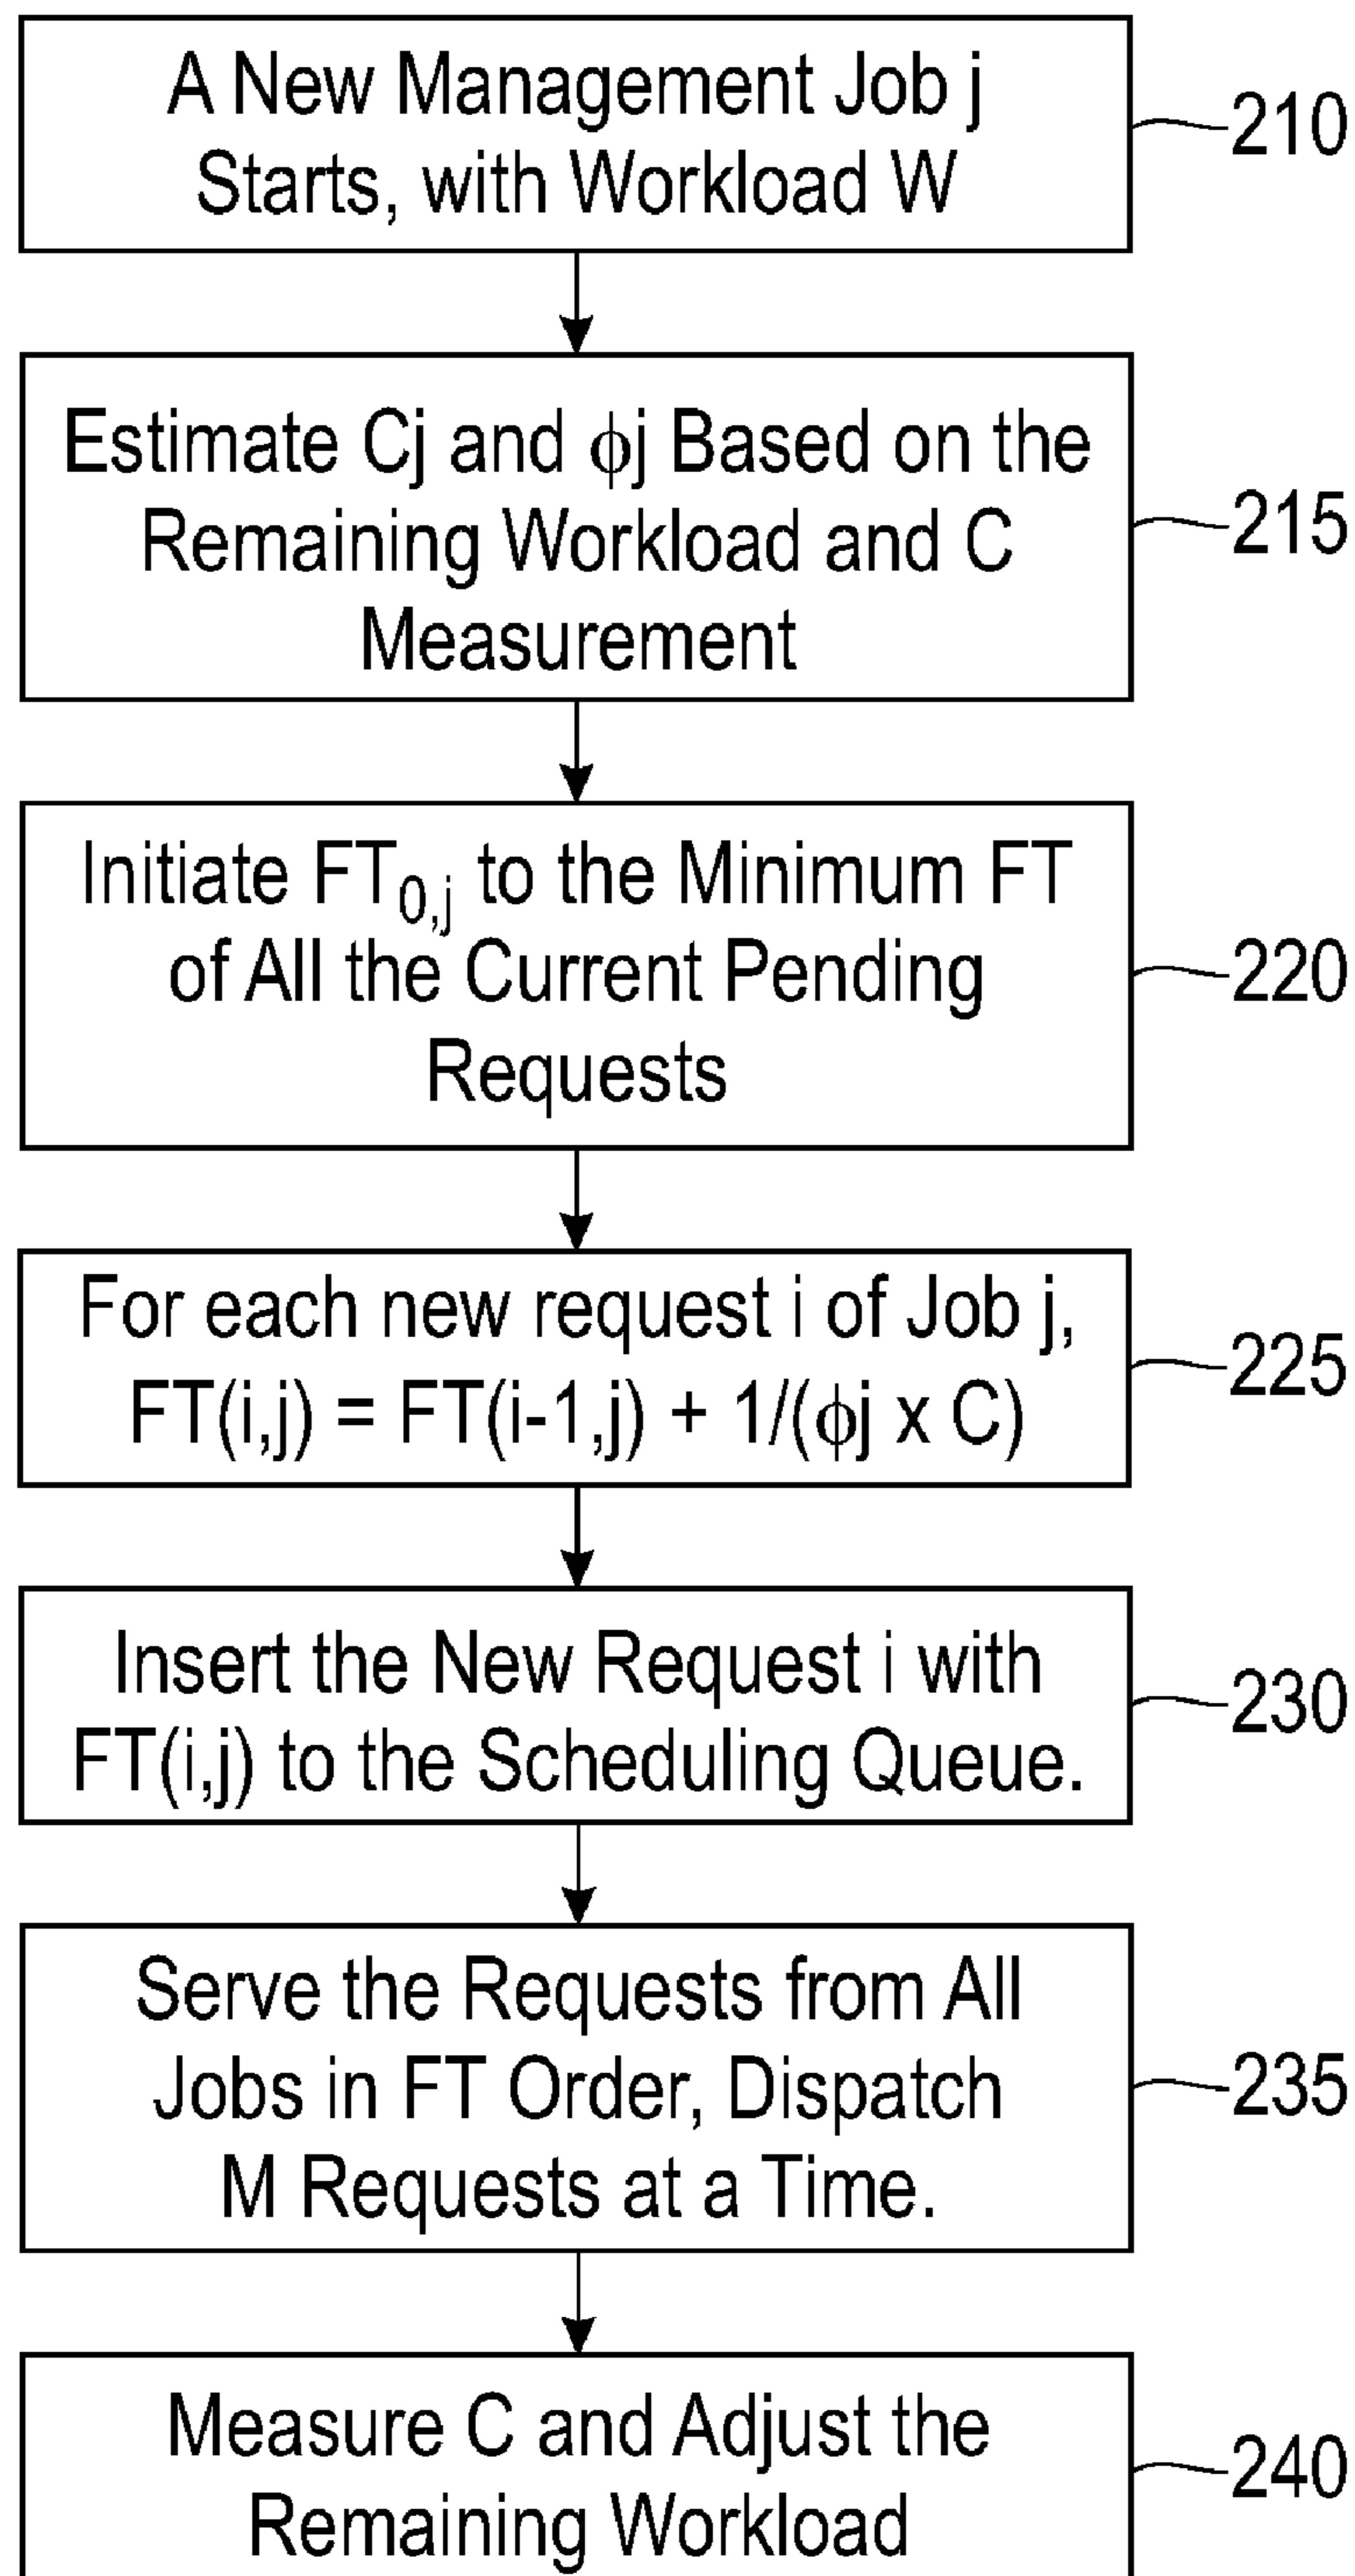 A New Management Job j
Starts, with Workload W
210
Estimate Cj and ϕj Based on the
Remaining Workload and C
Measurement
215
Initiate FT0,j to the Minimum FT
of All the Current Pending
Requests
220
For each new request i of Job j,
FT(i,j) = FT(i-1,j) + 1/(ϕj x C)
225
Insert the New Request i with
FT(i,j) to the Scheduling Queue.
230
Serve the Requests from All
Jobs in FT Order, Dispatch
M Requests at a Time.
235
Measure C and Adjust the
Remaining Workload
240